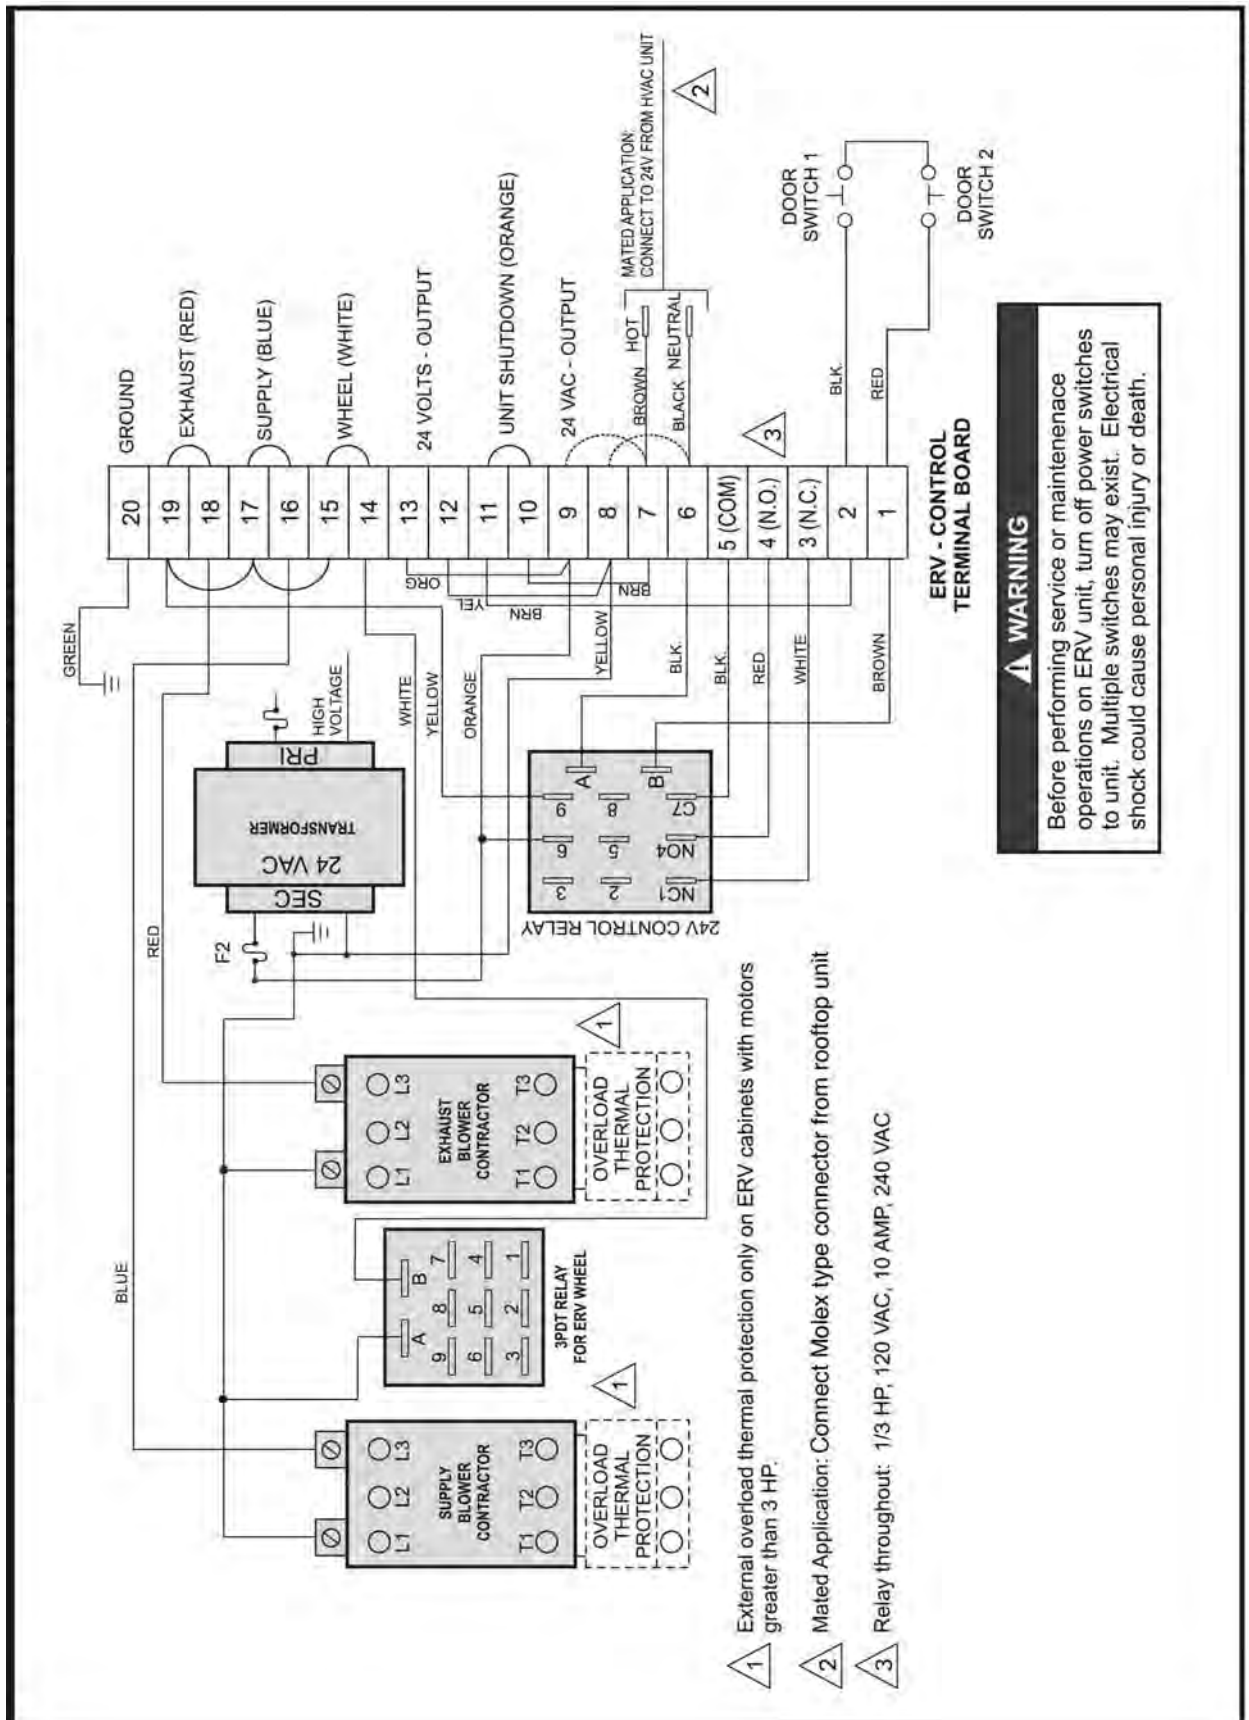 GROUND
EXHAUST (RED)
SUPPLY (BLUE)
WHEEL (WHITE)
24 VOLTS - OUTPUT
UNIT SHUTDOWN (ORANGE)
24 VAC - OUTPUT
MATED APPLICATION:
CONNECT TO 24V FROM HVAC UNIT
2
BROWN HOT
BLACK NEUTRAL
3
BLK.
RED
DOOR
SWITCH 1
DOOR
SWITCH 2
20
19
18
17
16
15
14
13
12
11
10
9
8
7
6
5 (COM)
4 (N.O.)
3 (N.C.)
2
1
ERV - CONTROL
TERMINAL BOARD
GREEN
ORG
YEL
BRN
BRN
WHITE
YELLOW
ORANGE
YELLOW
BLK.
BLK.
RED
WHITE
BROWN
HIGH
VOLTAGE
PRI
TRANSFORMER
24 VAC
SEC
F2
RED
BLUE
A
B
9
8
C7
6
5
NO4
3
2
NC1
24V CONTROL RELAY
L1 L2 L3
EXHAUST
BLOWER
CONTRACTOR
T1 T2 T3
OVERLOAD
THERMAL
PROTECTION
1
A B
9 8 7
6 5 4
3 2 1
3PDT RELAY
FOR ERV WHEEL
L1 L2 L3
SUPPLY
BLOWER
CONTRACTOR
T1 T2 T3
OVERLOAD
THERMAL
PROTECTION
1
1 External overload thermal protection only on ERV cabinets with motors
greater than 3 HP.
2 Mated Application: Connect Molex type connector from rooftop unit
3 Relay throughout: 1/3 HP, 120 VAC, 10 AMP, 240 VAC
WARNING
Before performing service or maintenenace
operations on ERV unit, turn off power switches
to unit. Multiple switches may exist. Electrical
shock could cause personal injury or death.